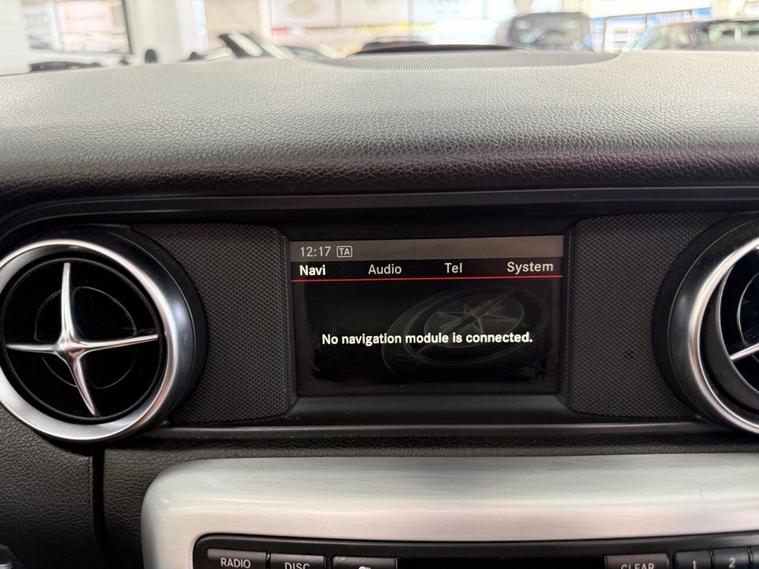 12:17 TA
Navi Audio Tel System
No navigation module is connected.
RADIO DISC CLEAR 1 2